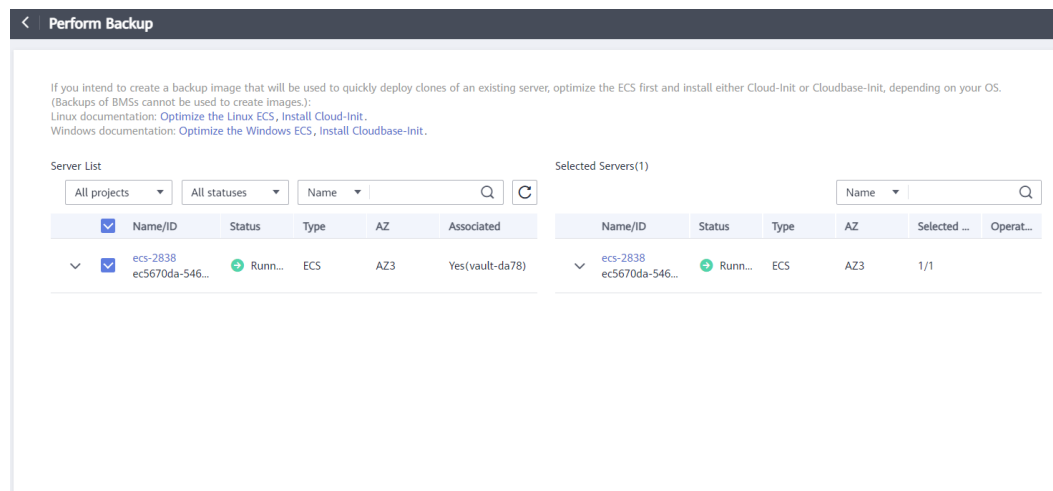 Perform Backup
If you intend to create a backup image that will be used to quickly deploy clones of an existing server, optimize the ECS first and install either Cloud-Init or Cloudbase-Init, depending on your OS.
(Backups of BMSs cannot be used to create images.):
Linux documentation: Optimize the Linux ECS, Install Cloud-Init.
Windows documentation: Optimize the Windows ECS, Install Cloudbase-Init.
Server List
All projects All statuses Name
Name/ID Status Type AZ Associated
ecs-2838
ec5670da-546... Runn... ECS AZ3 Yes(vault-da78)
Selected Servers(1)
Name
Name/ID Status Type AZ Selected ... Operat...
ecs-2838
ec5670da-546... Runn... ECS AZ3 1/1